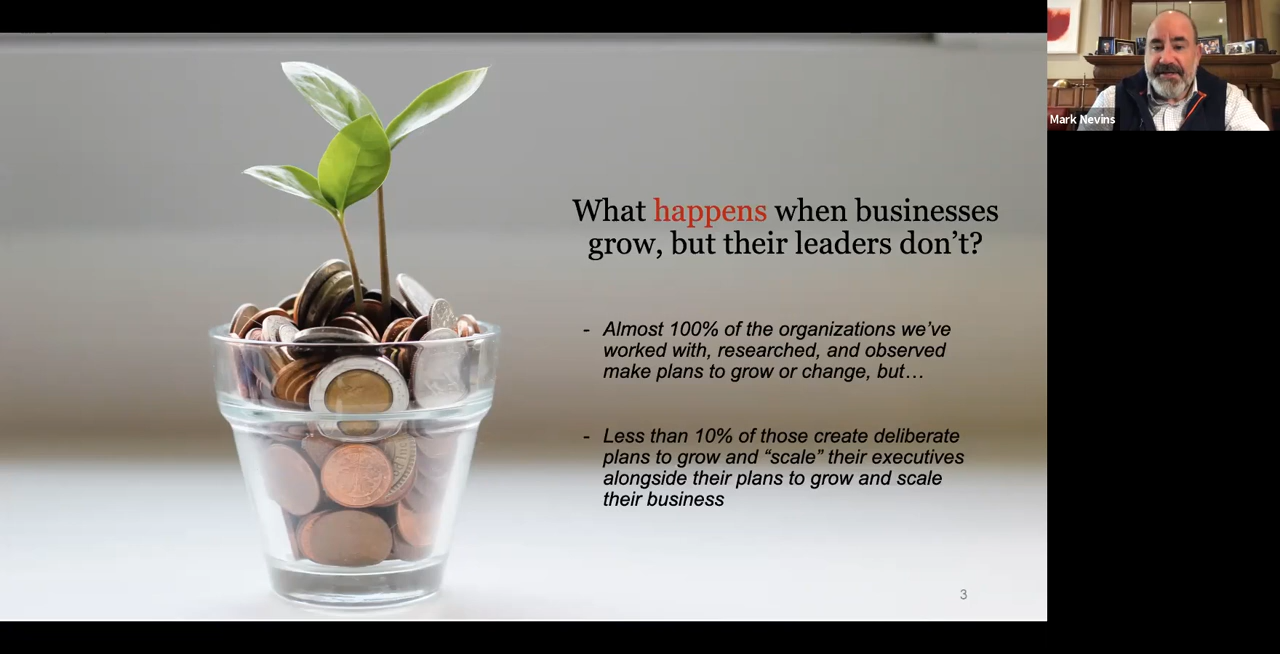 What happens when businesses
grow, but their leaders don’t?
- Almost 100% of the organizations we’ve
worked with, researched, and observed
make plans to grow or change, but…
- Less than 10% of those create deliberate
plans to grow and “scale” their executives
alongside their plans to grow and scale
their business
3
Mark Nevins